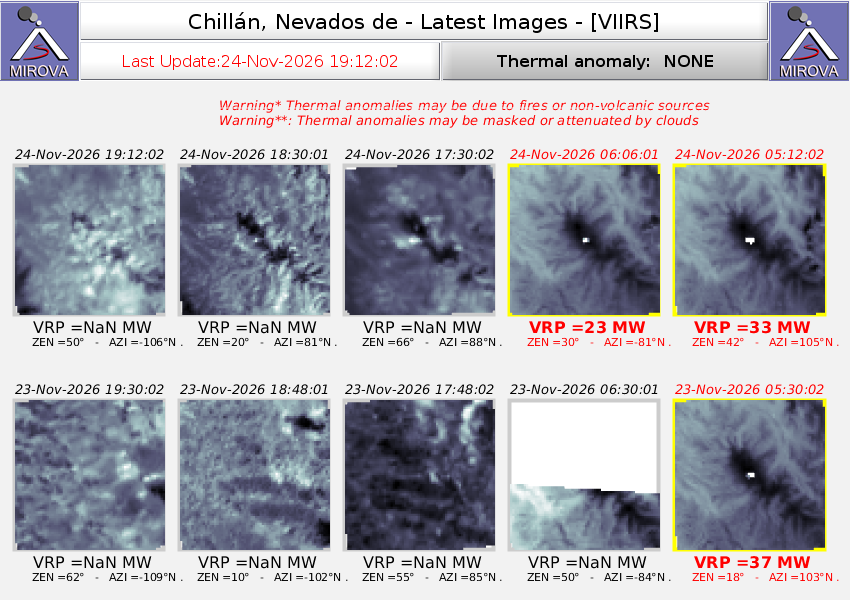 Chillán, Nevados de - Latest Images - [VIIRS]
MIROVA
Last Update:24-Nov-2026 19:12:02
Thermal anomaly: NONE
MIROVA
Warning* Thermal anomalies may be due to fires or non-volcanic sources
Warning**: Thermal anomalies may be masked or attenuated by clouds
24-Nov-2026 19:12:02
24-Nov-2026 18:30:01
24-Nov-2026 17:30:02
24-Nov-2026 06:06:01
24-Nov-2026 05:12:02
VRP =NaN MW
VRP =NaN MW
VRP =NaN MW
VRP =23 MW
VRP =33 MW
ZEN =50° - AZI =-106°N .
ZEN =20° - AZI =81°N .
ZEN =66° - AZI =88°N .
ZEN =30° - AZI =-81°N .
ZEN =42° - AZI =105°N .
23-Nov-2026 19:30:02
23-Nov-2026 18:48:01
23-Nov-2026 17:48:02
23-Nov-2026 06:30:01
23-Nov-2026 05:30:02
VRP =NaN MW
VRP =NaN MW
VRP =NaN MW
VRP =NaN MW
VRP =37 MW
ZEN =62° - AZI =-109°N .
ZEN =10° - AZI =-102°N .
ZEN =55° - AZI =85°N .
ZEN =50° - AZI =-84°N .
ZEN =18° - AZI =103°N .